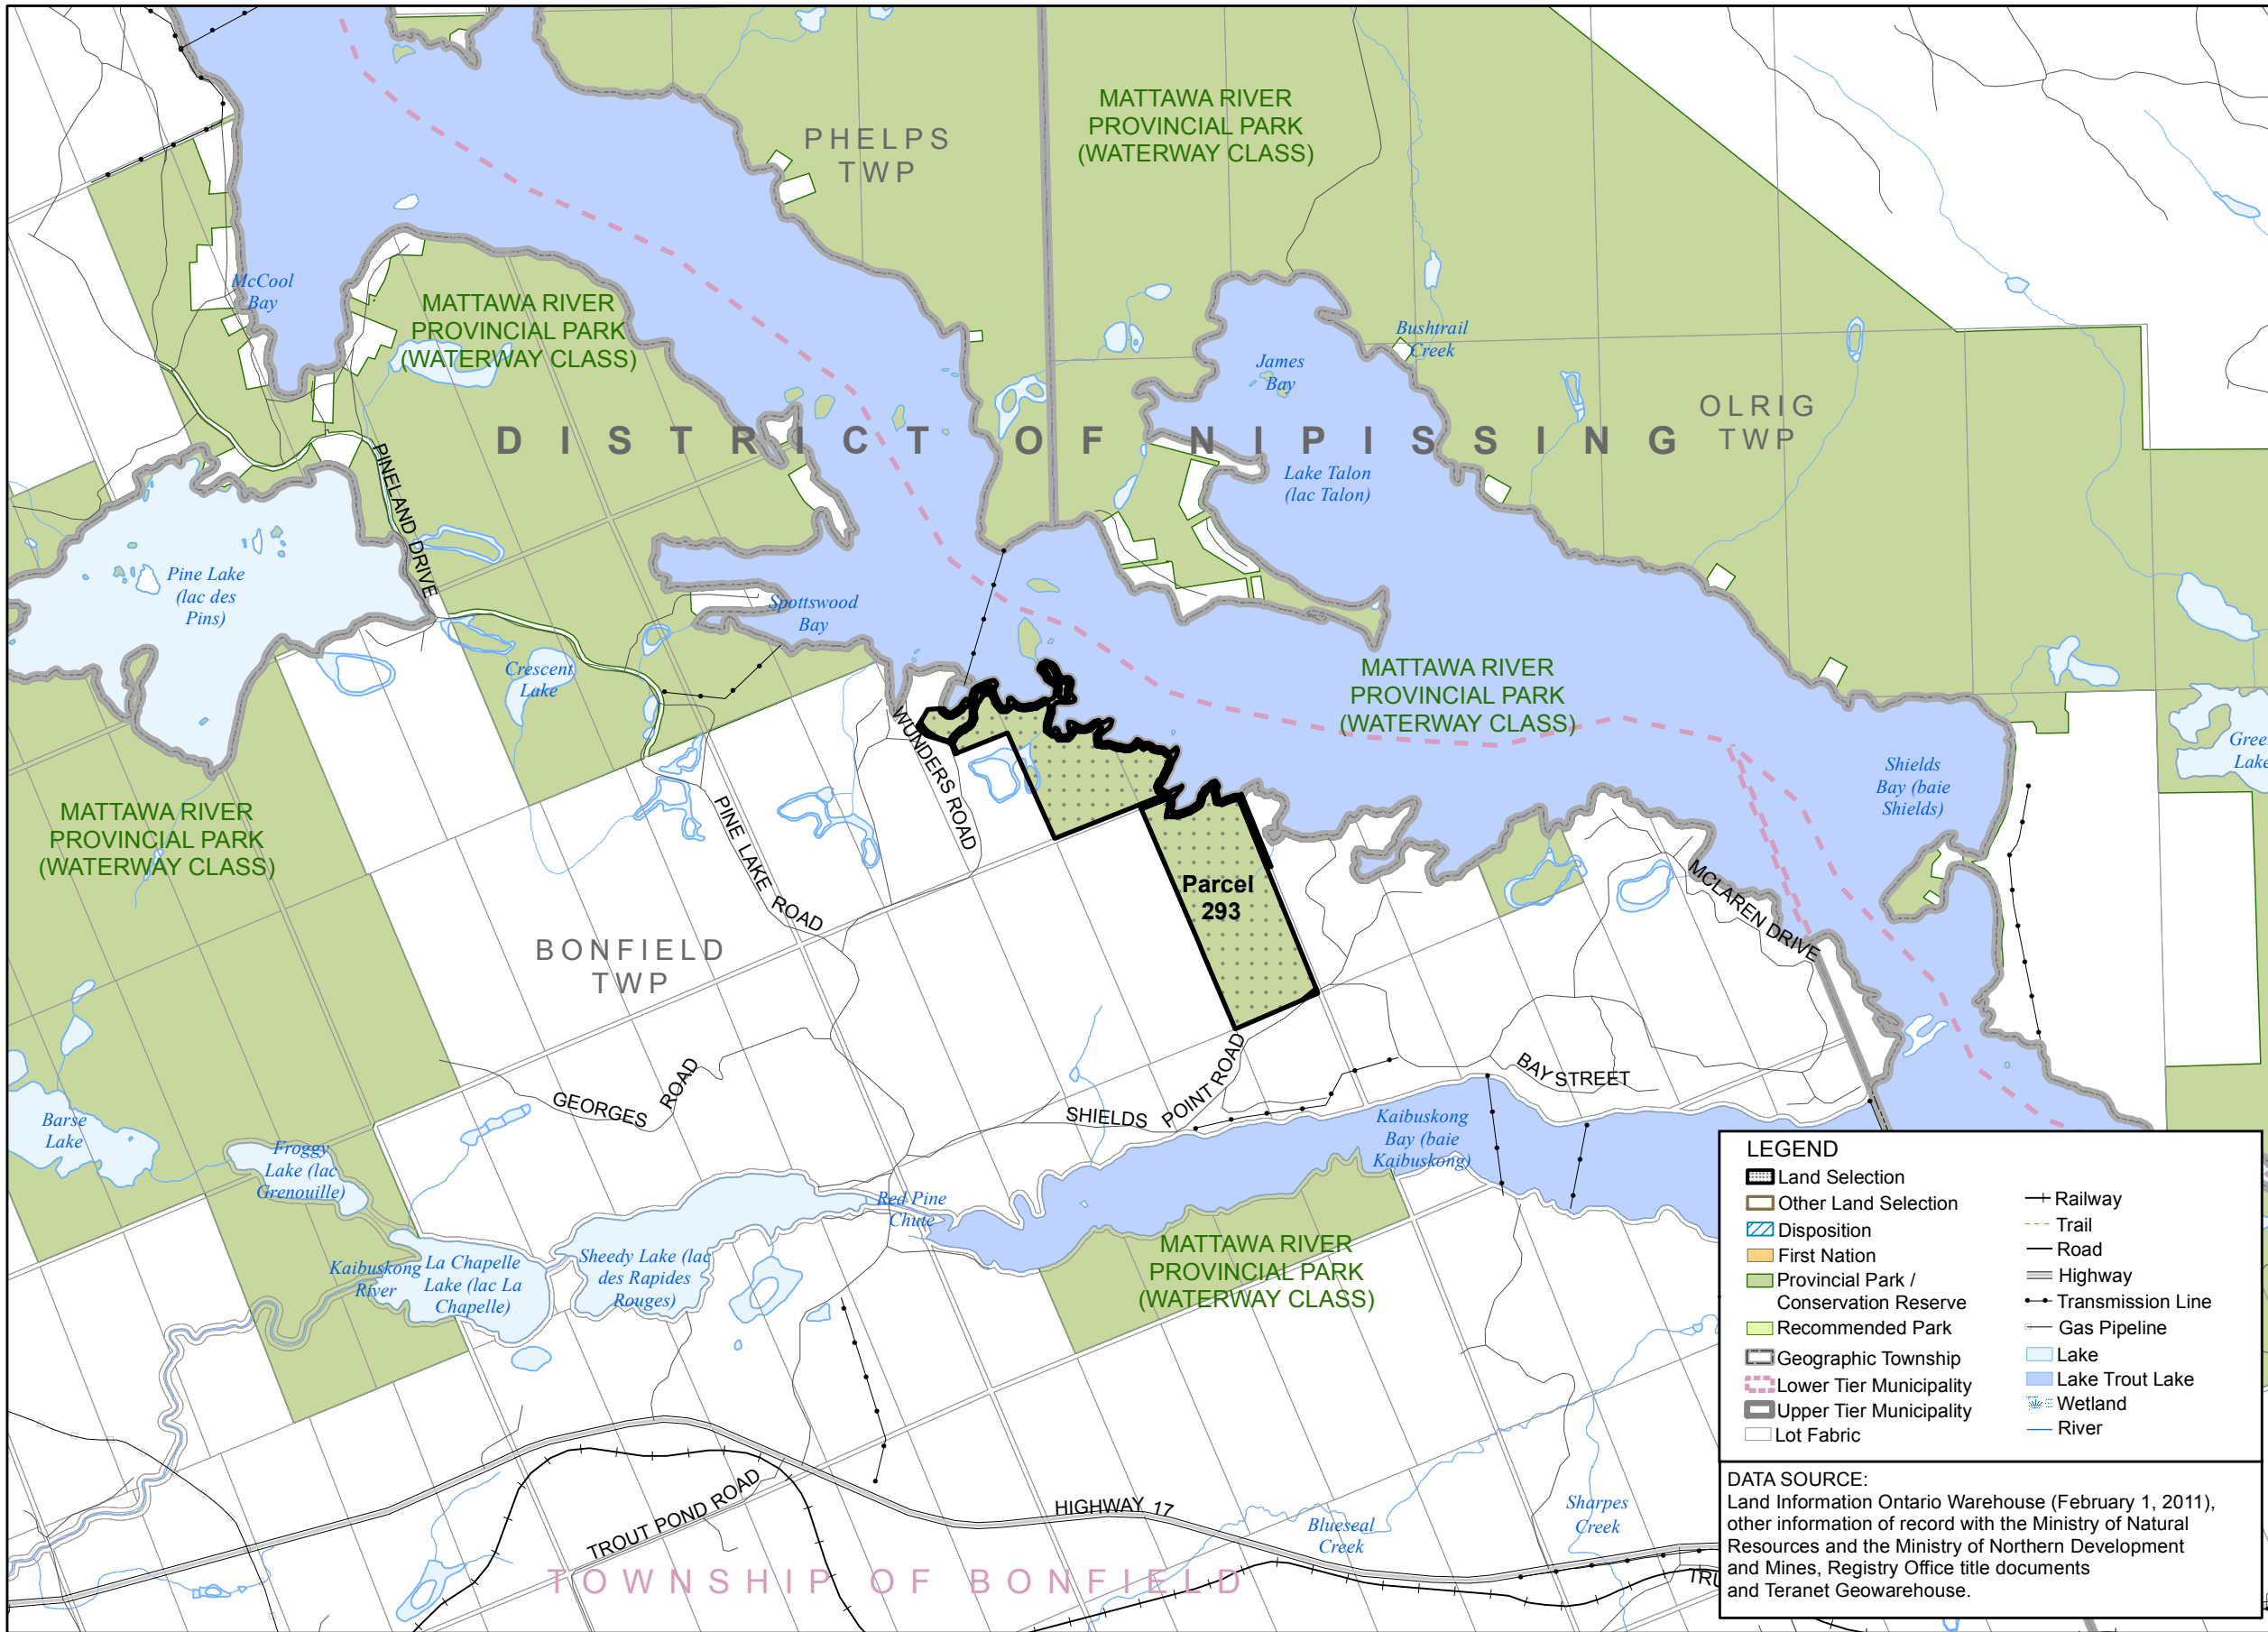 MATTAWA RIVER
PROVINCIAL PARK
(WATERWAY CLASS)
PHELPS
TWP
McCool
Bay
MATTAWA RIVER
PROVINCIAL PARK
(WATERWAY CLASS)
Bushtrail
Creek
James
Bay
OLRIG
TWP
DISTRICT OF NIPISSING
Lake Talon
(lac Talon)
PINELAND DRIVE
Pine Lake
(lac des
Pins)
Spottswood
Bay
Crescent
Lake
MATTAWA RIVER
PROVINCIAL PARK
(WATERWAY CLASS)
WUNDERS ROAD
Shields
Bay (baie
Shields)
Lake
MATTAWA RIVER
PROVINCIAL PARK
(WATERWAY CLASS)
PINE LAKE ROAD
Parcel
293
MCLAREN DRIVE
BONFIELD
TWP
GEORGES ROAD
SHIELDS POINT ROAD
BAY STREET
Barse
Lake
Froggy
Lake (lac
Grenouille)
Kaibuskong
Bay (baie
Kaibuskong)
Red Pine
Chute
Kaibuskong
River
La Chapelle
Lake (lac La
Chapelle)
Sheedy Lake (lac
des Rapides
Rouges)
MATTAWA RIVER
PROVINCIAL PARK
(WATERWAY CLASS)
TROUT POND ROAD
HIGHWAY 17
Blueseal
Creek
Sharpes
Creek
TOWNSHIP OF BONFIELD
LEGEND
Land Selection
Other Land Selection
Disposition
First Nation
Provincial Park /
Conservation Reserve
Recommended Park
Geographic Township
Lower Tier Municipality
Upper Tier Municipality
Lot Fabric
Railway
Trail
Road
Highway
Transmission Line
Gas Pipeline
Lake
Lake Trout Lake
Wetland
River
DATA SOURCE:
Land Information Ontario Warehouse (February 1, 2011),
other information of record with the Ministry of Natural
Resources and the Ministry of Northern Development
and Mines, Registry Office title documents
and Teranet Geowarehouse.